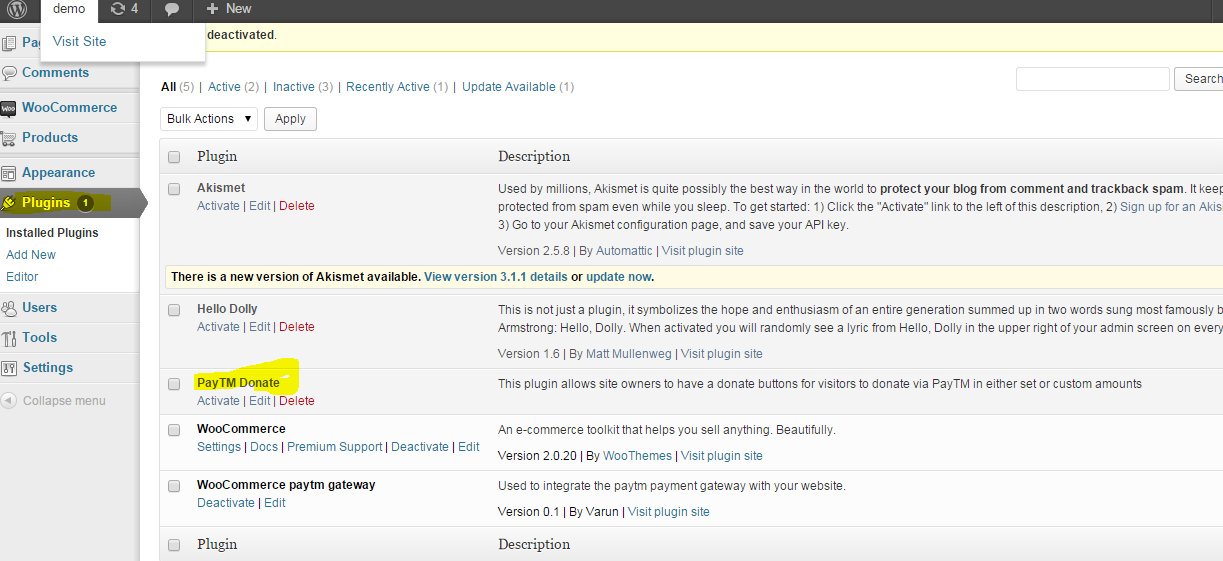 demo 4 + New
Visit Site
deactivated.
Comments
WooCommerce
Products
Appearance
Plugins 1
Installed Plugins
Add New
Editor
Users
Tools
Settings
Collapse menu
All (5) | Active (2) | Inactive (3) | Recently Active (1) | Update Available (1)
Search
Bulk Actions ▼ Apply
Plugin Description
Akismet
Activate | Edit | Delete
Used by millions, Akismet is quite possibly the best way in the world to protect your blog from comment and trackback spam. It keep
protected from spam even while you sleep. To get started: 1) Click the "Activate" link to the left of this description, 2) Sign up for an Akis
3) Go to your Akismet configuration page, and save your API key.
Version 2.5.8 | By Automattic | Visit plugin site
There is a new version of Akismet available. View version 3.1.1 details or update now.
Hello Dolly
Activate | Edit | Delete
This is not just a plugin, it symbolizes the hope and enthusiasm of an entire generation summed up in two words sung most famously b
Armstrong: Hello, Dolly. When activated you will randomly see a lyric from Hello, Dolly in the upper right of your admin screen on every
Version 1.6 | By Matt Mullenweg | Visit plugin site
PayTM Donate
Activate | Edit | Delete
This plugin allows site owners to have a donate buttons for visitors to donate via PayTM in either set or custom amounts
WooCommerce
Settings | Docs | Premium Support | Deactivate | Edit
An e-commerce toolkit that helps you sell anything. Beautifully.
Version 2.0.20 | By WooThemes | Visit plugin site
WooCommerce paytm gateway
Deactivate | Edit
Used to integrate the paytm payment gateway with your website.
Version 0.1 | By Varun | Visit plugin site
Plugin Description